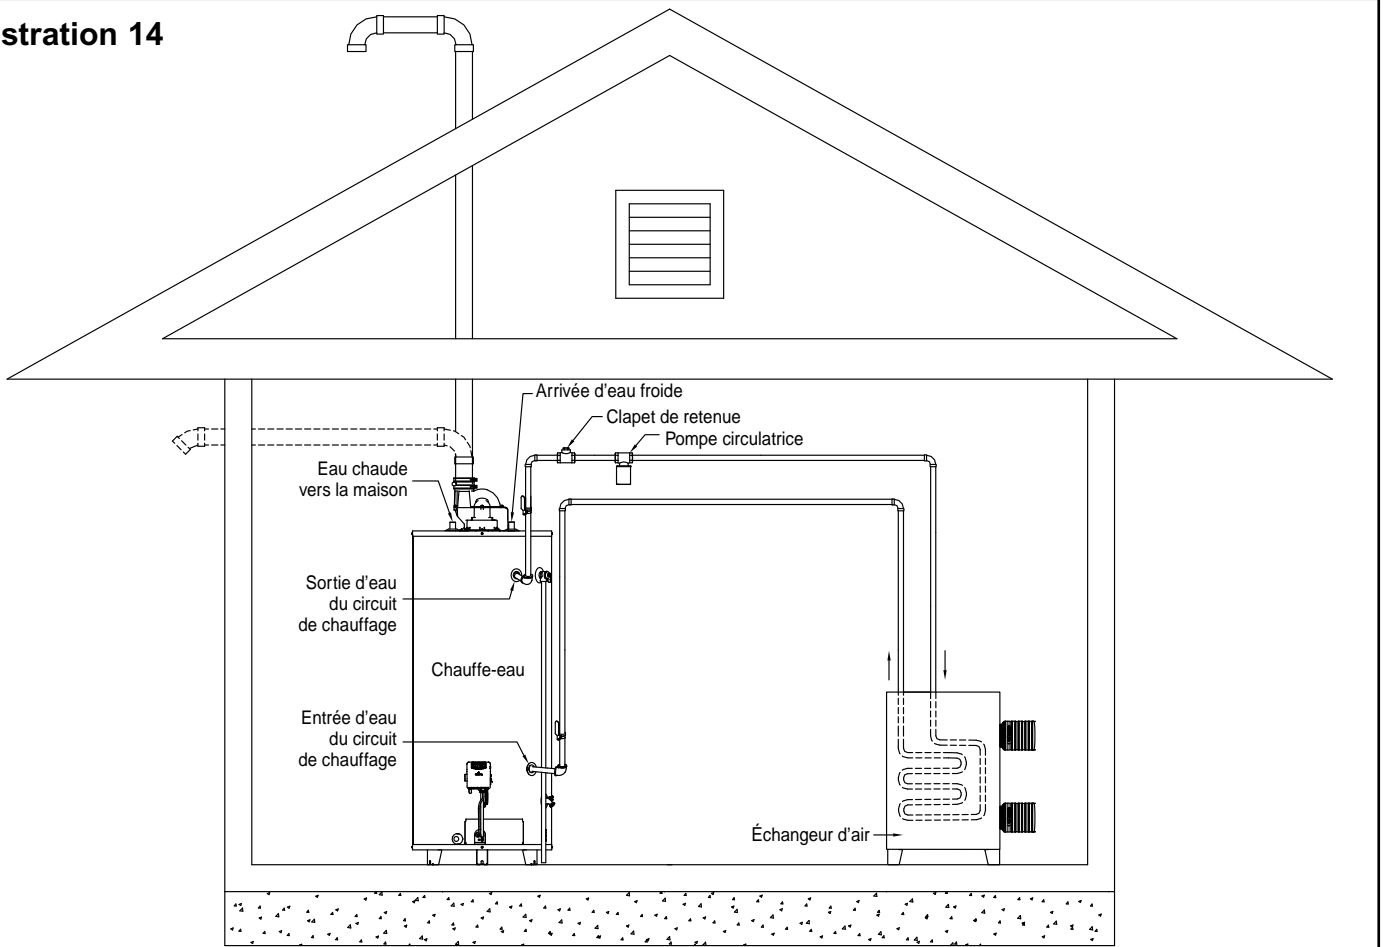 stration 14
Arrivée d'eau froide
Clapet de retenue
Pompe circulatrice
Eau chaude
vers la maison
Sortie d'eau
du circuit
de chauffage
Chauffe-eau
Entrée d'eau
du circuit
de chauffage
Échangeur d'air